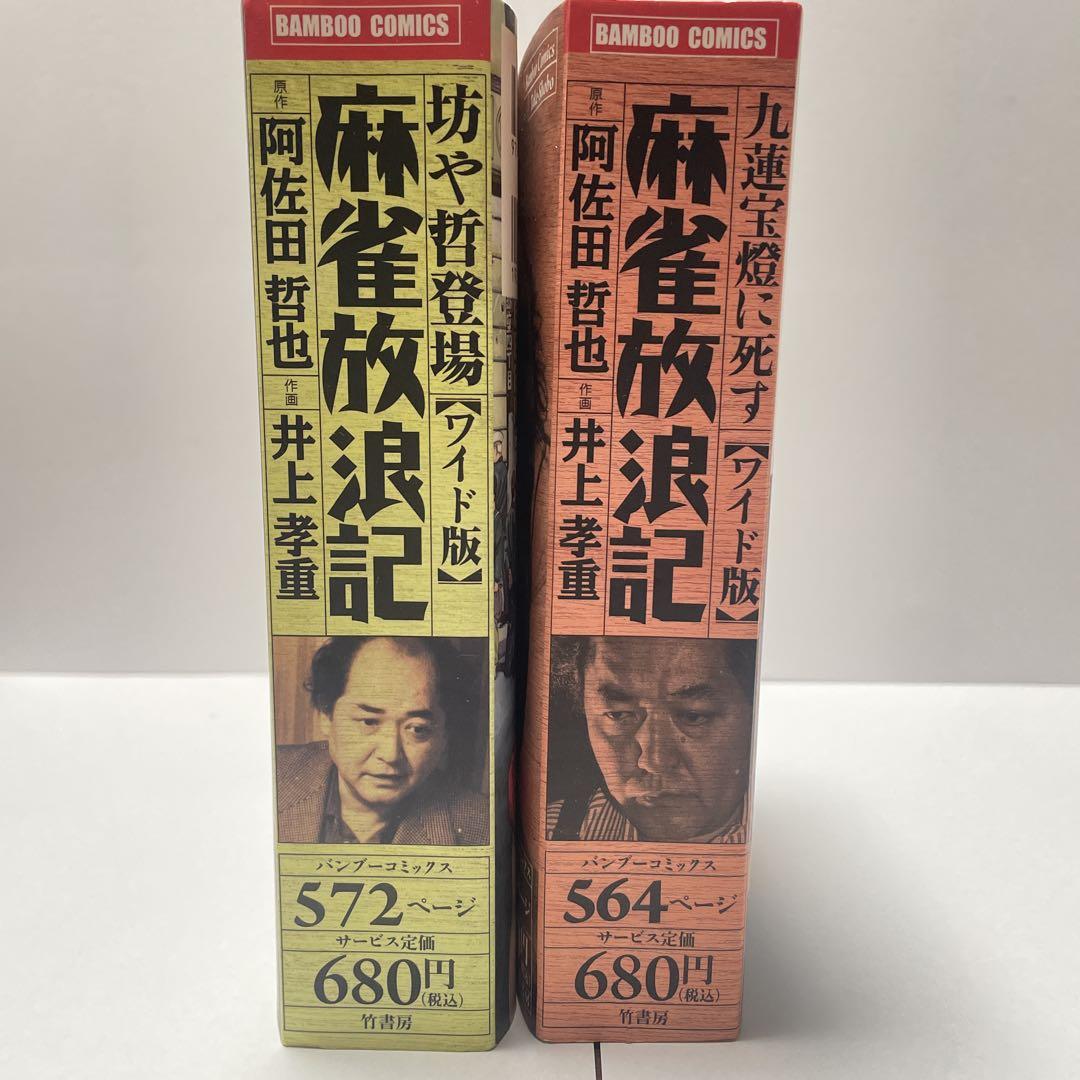 BAMBOO COMICS
坊や哲登場【ワイド版】
麻雀放浪記
原作 阿佐田哲也 作画 井上孝重
バンブーコミックス
572ページ
サービス定価
680円(税込)
竹書房
BAMBOO COMICS
九蓮宝燈に死す【ワイド版】
麻雀放浪記
原作 阿佐田哲也 作画 井上孝重
バンブーコミックス
564ページ
サービス定価
680円(税込)
竹書房